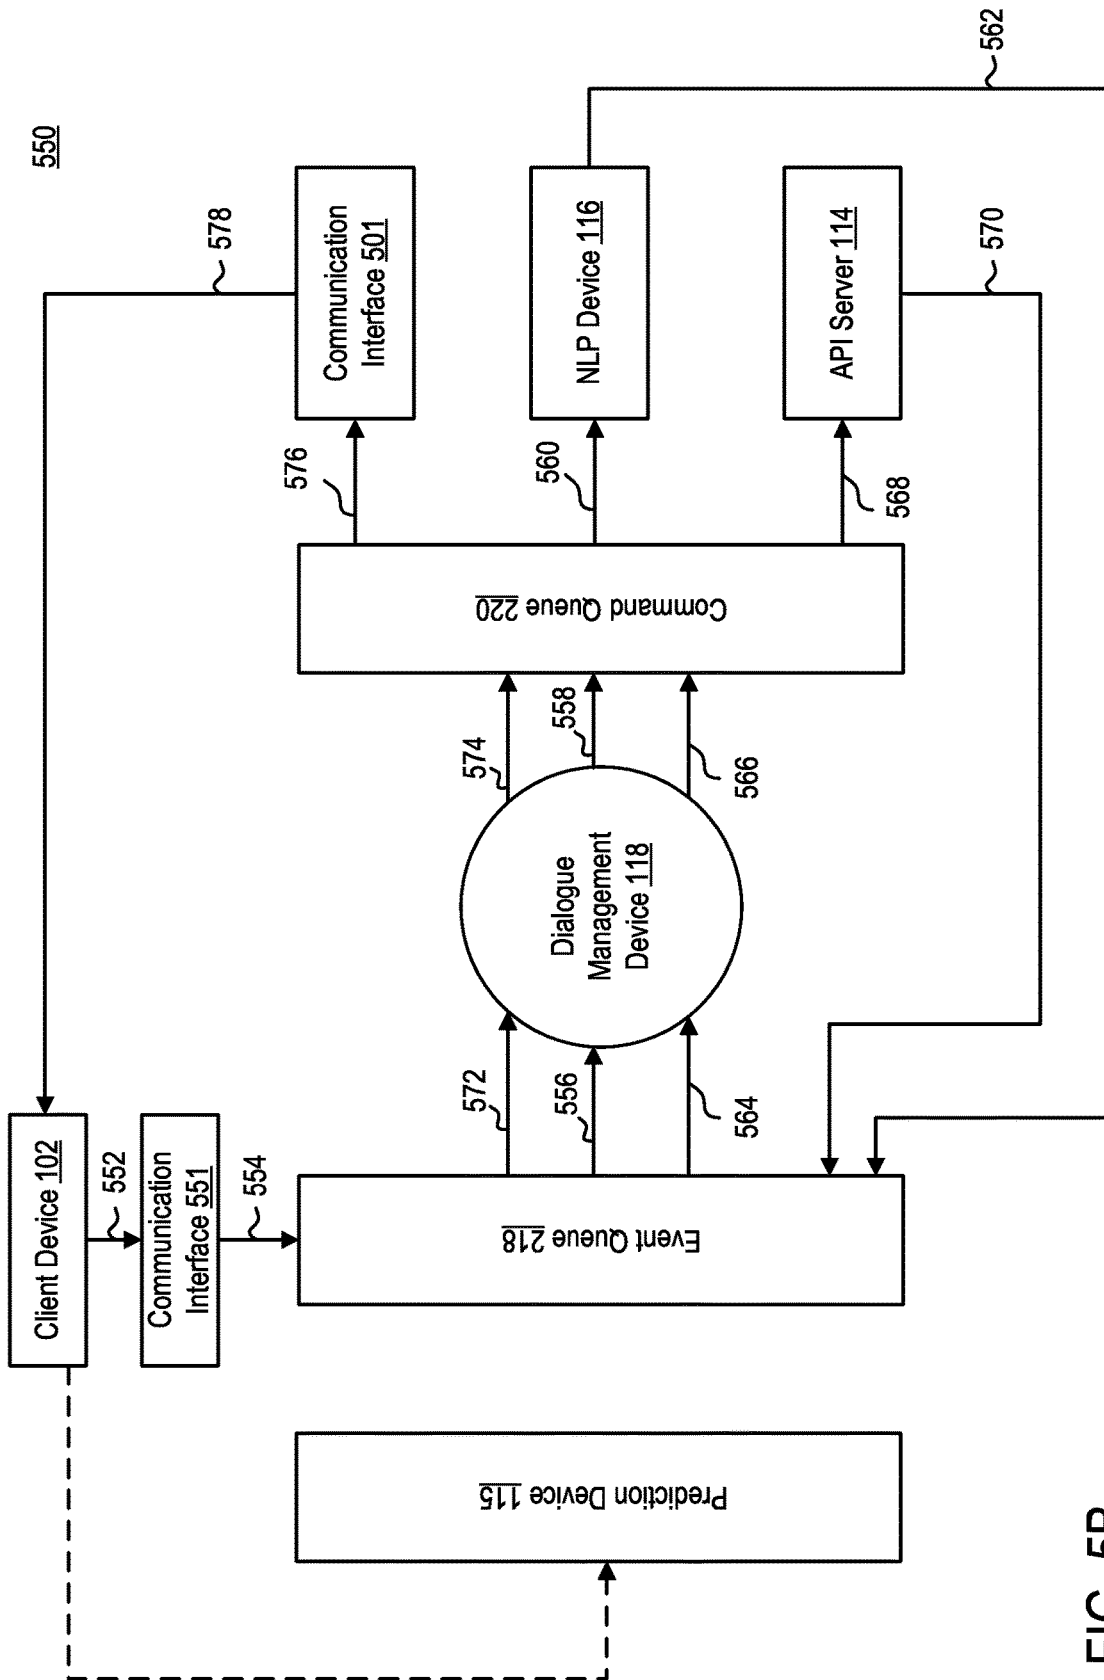 550
Client Device 102
552
Communication
Interface 551
554
578
Communication
Interface 501
576
NLP Device 116
560
562
API Server 114
568
570
Command Queue 220
574
558
566
Dialogue
Management
Device 118
572
556
564
Event Queue 218
Prediction Device 115
FIG. 5B